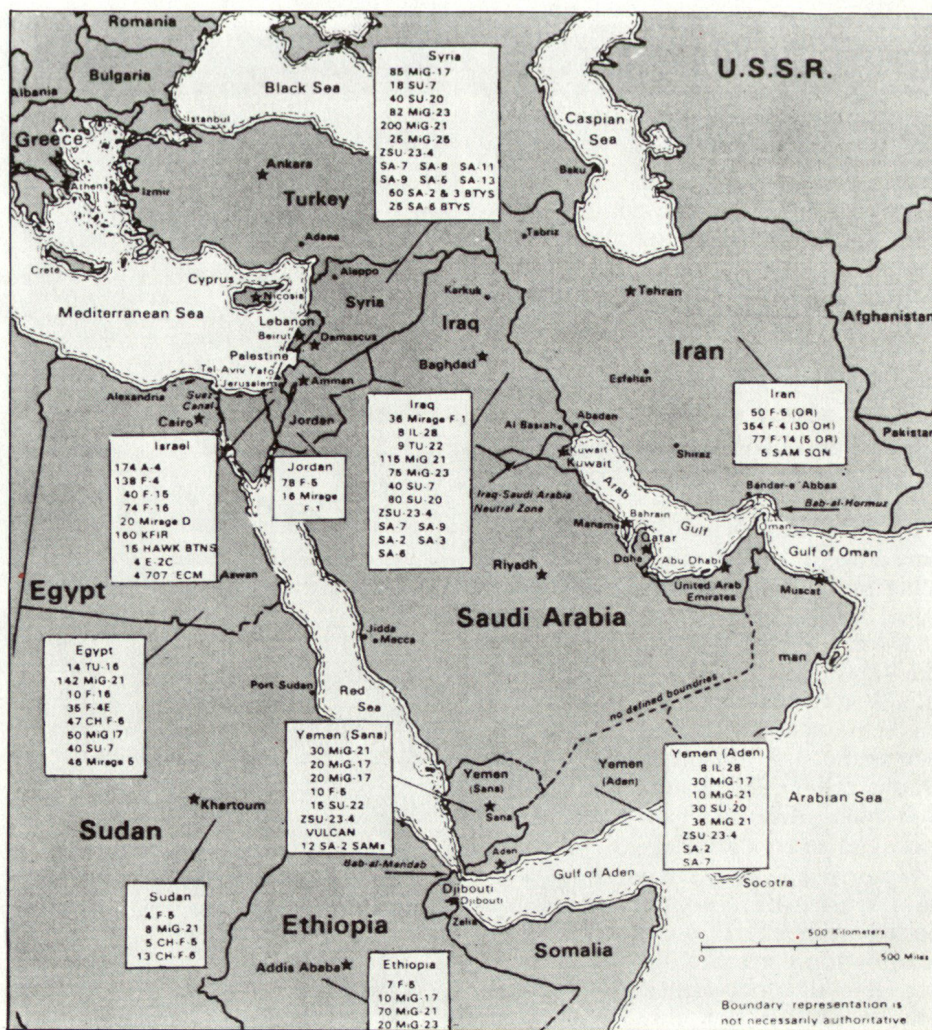 Romania
Bulgaria
Albania
Greece
Athens
Istanbul
Izmir
Black Sea
U.S.S.R.
Caspian
Sea
Baku
Ankara
Turkey
Adana
Crete
Cyprus
Nicosia
Mediterranean Sea
Syria
85 MiG-17
18 SU-7
40 SU-20
82 MiG-23
200 MiG-21
25 MiG-25
ZSU-23-4
SA-7 SA-8 SA-11
SA-9 SA-5 SA-13
60 SA-2 & 3 BTYS
25 SA-6 BTYS
Tabriz
Aleppo
Syria
Lebanon
Beirut
Damascus
Palestine
Tel Aviv Yafo
Jerusalem
Amman
Jordan
Karkuk
Iraq
Baghdad
Tehran
Iran
Esfahan
Shiraz
Afghanistan
Pakistan
Bander-e Abbas
Bab-al-Hormuz
Iran
50 F-5 (OR)
354 F-4 (30 OR)
77 F-14 (5 OR)
5 SAM SQN
Alexandria
Suez
Canal
Cairo
Israel
174 A-4
138 F-4
40 F-15
74 F-16
20 Mirage D
160 KFIR
15 HAWK BTNS
4 E-2C
4 707 ECM
Jordan
78 F-5
16 Mirage
F-1
Iraq
36 Mirage F-1
8 IL-28
9 TU-22
115 MiG 21
75 MiG-23
40 SU-7
80 SU-20
ZSU-23-4
SA-7 SA-9
SA-2 SA-3
SA-6
Al Basrah
Abadan
Kuwait
Kuwait
Iraq-Saudi Arabia
Neutral Zone
Arab
Gulf
Bahrain
Manama
Qatar
Doha
Abu Dhabi
United Arab
Emirates
Oman
Gulf of Oman
Muscat
Riyadh
Saudi Arabia
Egypt
Aswan
Egypt
14 TU-16
142 MiG-21
10 F-16
35 F-4E
47 CH F-6
50 MiG 17
40 SU-7
46 Mirage 5
Jidda
Mecca
Port Sudan
Red
Sea
man
no defined boundries
Yemen (Sana)
30 MiG-21
20 MiG-17
20 MiG-17
10 F-5
15 SU-22
ZSU-23-4
VULCAN
12 SA-2 SAMs
Yemen
(Sana)
Sana
Yemen
(Aden)
Aden
Yemen (Aden)
8 IL-28
30 MiG-17
10 MiG-21
30 SU-20
36 MiG-21
ZSU-23-4
SA-2
SA-7
Arabian Sea
Khartoum
Sudan
Sudan
4 F-5
8 MiG-21
5 CH-F-5
13 CH-F-6
Bab-al-Mandab
Gulf of Aden
Socotra
Djibouti
Djibouti
Zeila
Ethiopia
Somalia
Addis Ababa
Ethiopia
7 F-5
10 MiG-17
70 MiG-21
20 MiG-23
0 500 Kilometers
0 500 Miles
Boundary representation is
not necessarily authoritative